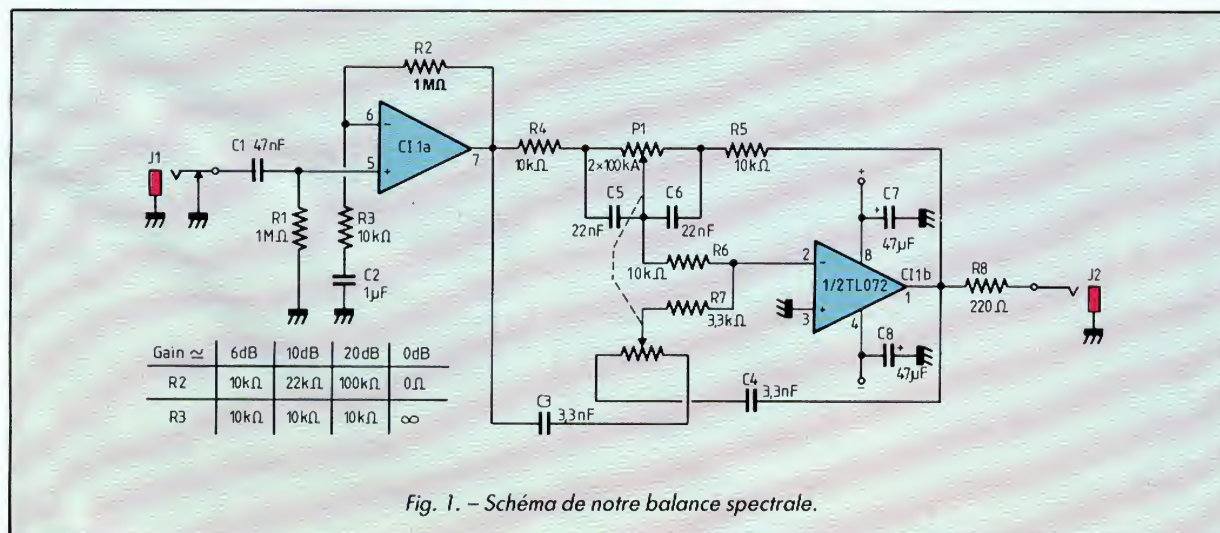 R2
1MΩ
6
-
CI 1a
7
5
+
J1
C1 47nF
R1
1MΩ
R3
10kΩ
C2
1µF
R4
10kΩ
P1
2×100kA
R5
10kΩ
C5
22nF
C6
22nF
10kΩ
R6
R7
3,3kΩ
2
-
1/2TL072
3
+
8
4
CI1b
1
+
C7
+
47µF
C8
+
47µF
-
R8
220Ω
J2
C3
3,3nF
C4
3,3nF
Gain ≃ 6dB 10dB 20dB 0dB
R2 10kΩ 22kΩ 100kΩ 0Ω
R3 10kΩ 10kΩ 10kΩ ∞
Fig. 1. – Schéma de notre balance spectrale.